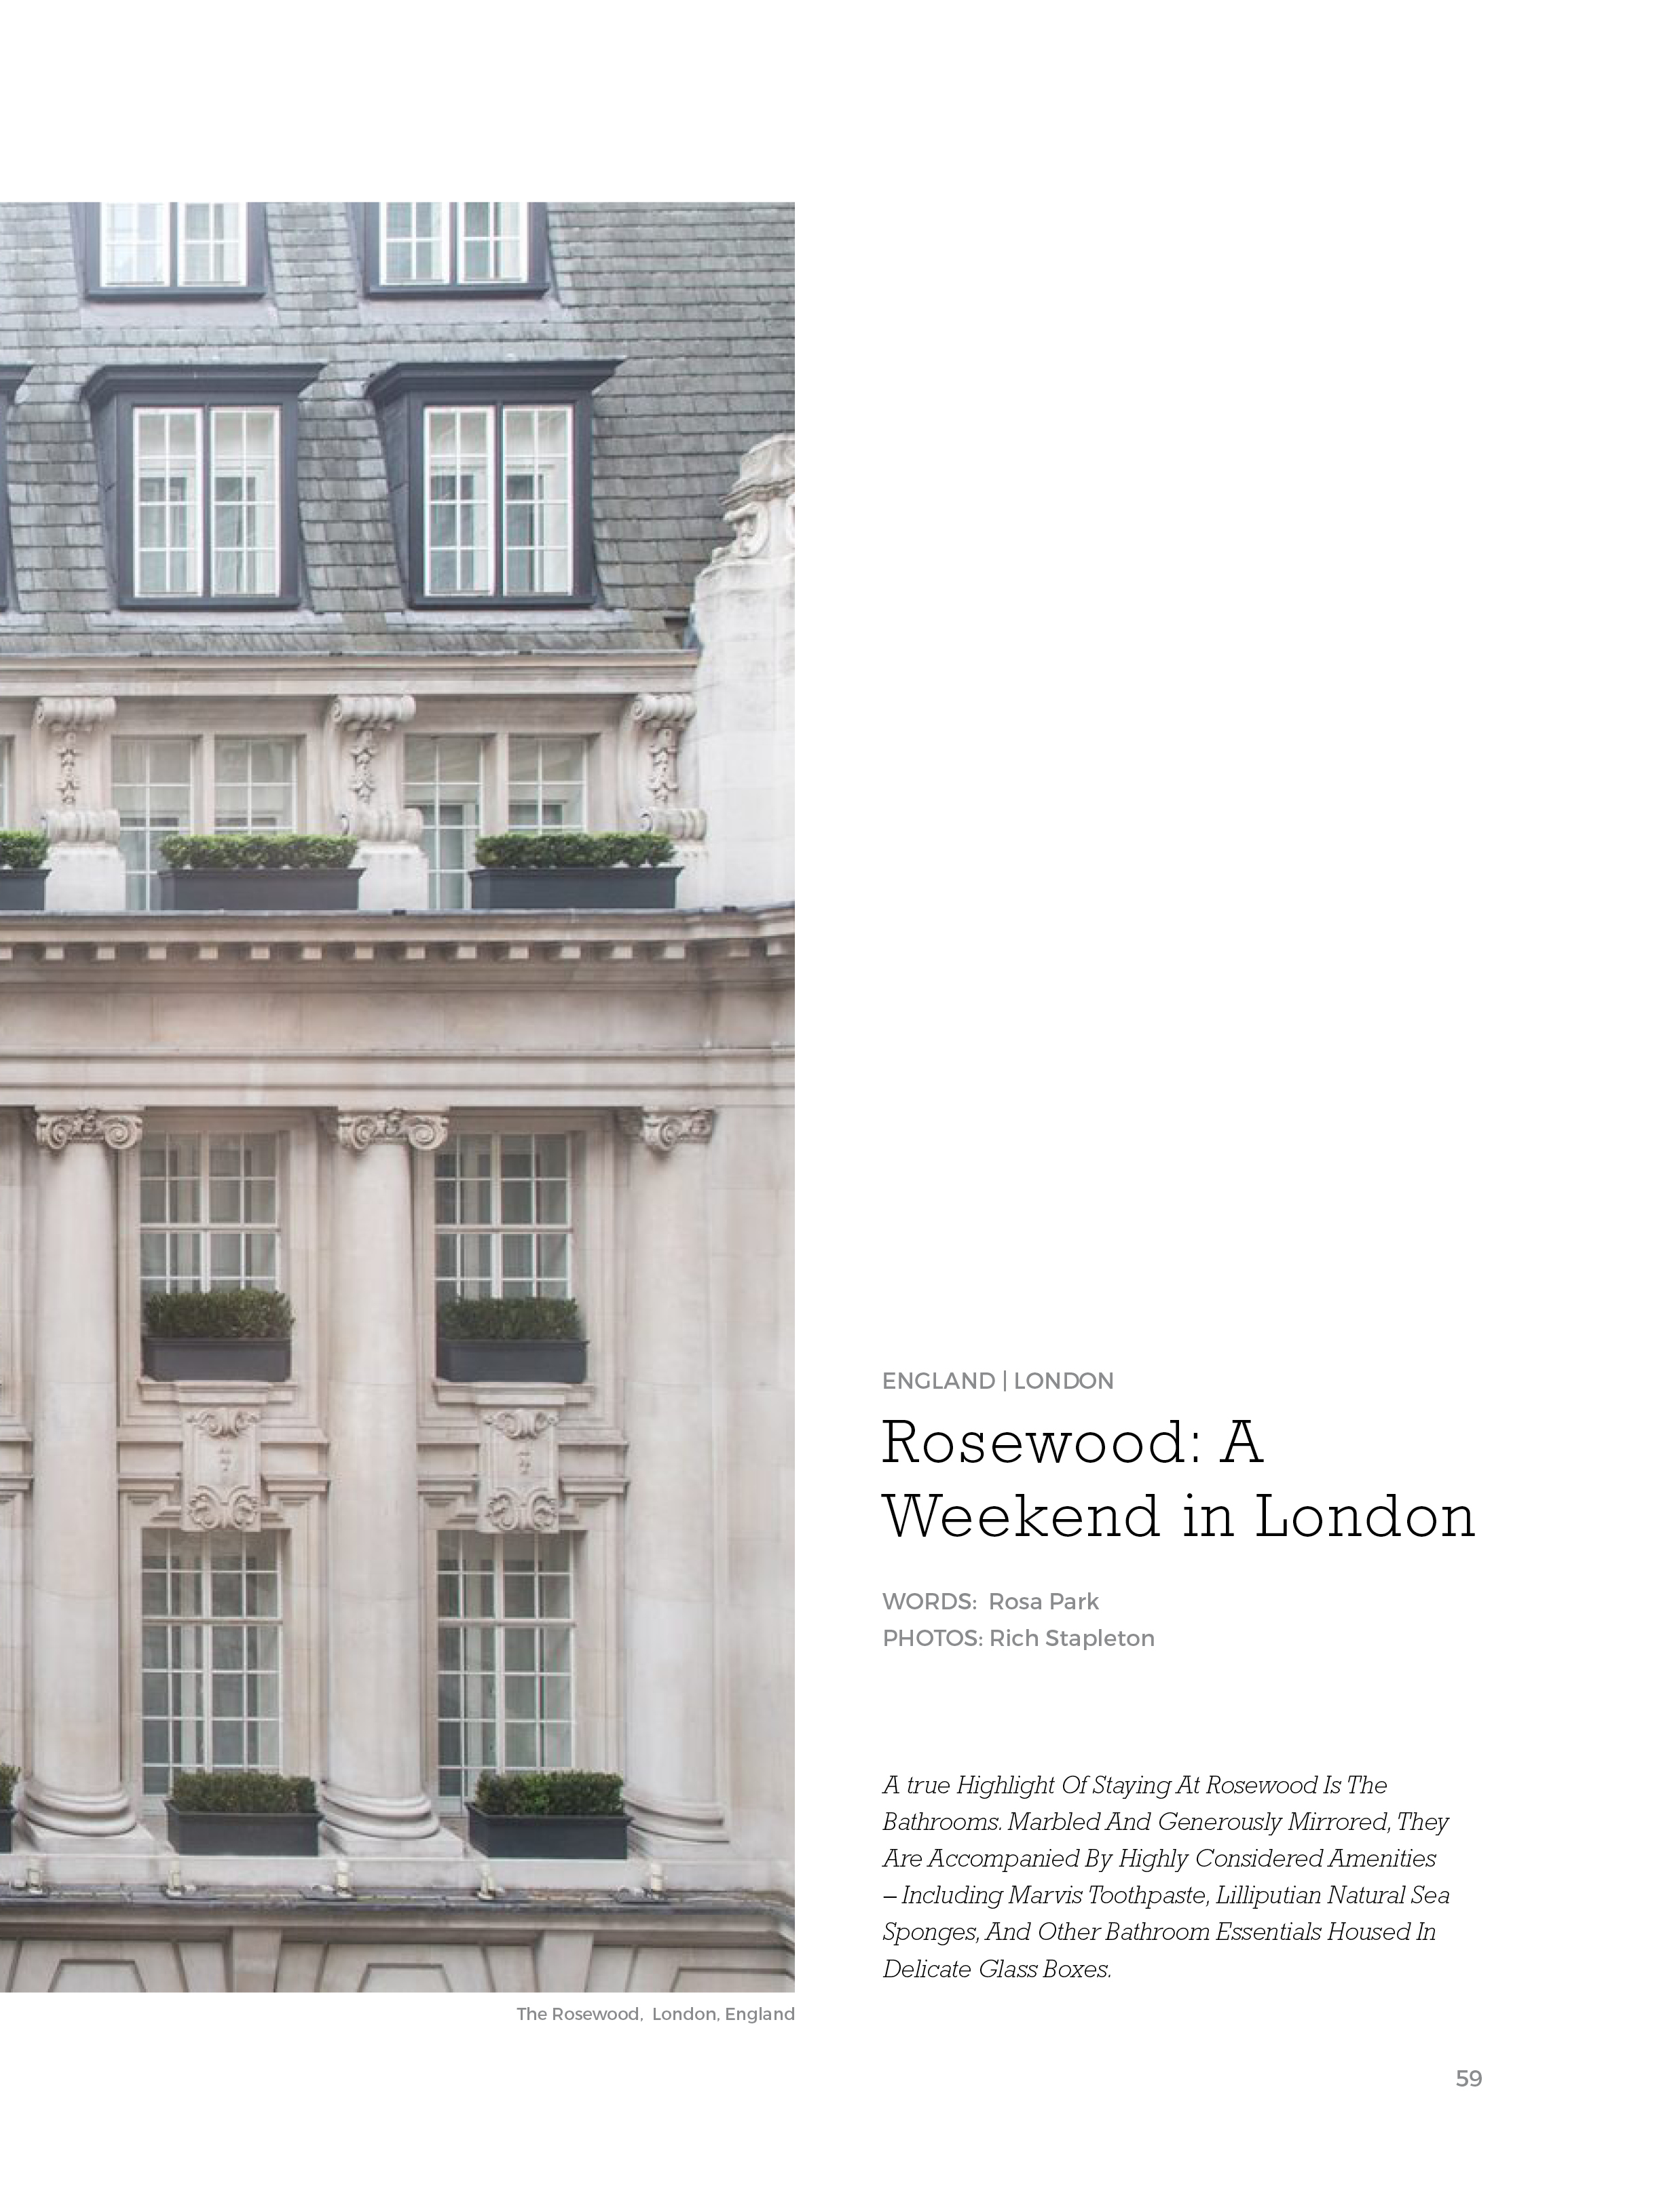 ENGLAND | LONDON
Rosewood: A
Weekend in London
WORDS: Rosa Park
PHOTOS: Rich Stapleton
A true Highlight Of Staying At Rosewood Is The
Bathrooms. Marbled And Generously Mirrored, They
Are Accompanied By Highly Considered Amenities
– Including Marvis Toothpaste, Lilliputian Natural Sea
Sponges, And Other Bathroom Essentials Housed In
Delicate Glass Boxes.
The Rosewood, London, England
59